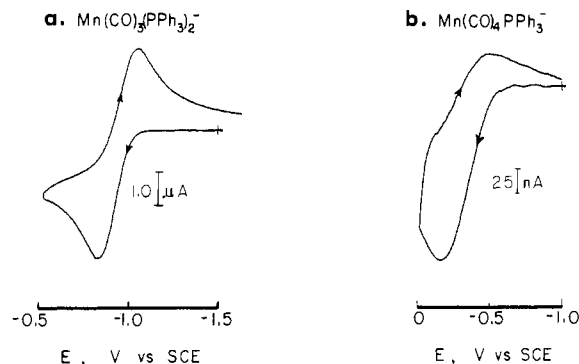 a. Mn(CO)3(PPh3)2-
b. Mn(CO)4PPh3-
1.0 μA
25 nA
-0.5 -1.0 -1.5
0 -0.5 -1.0
E, V vs SCE
E, V vs SCE